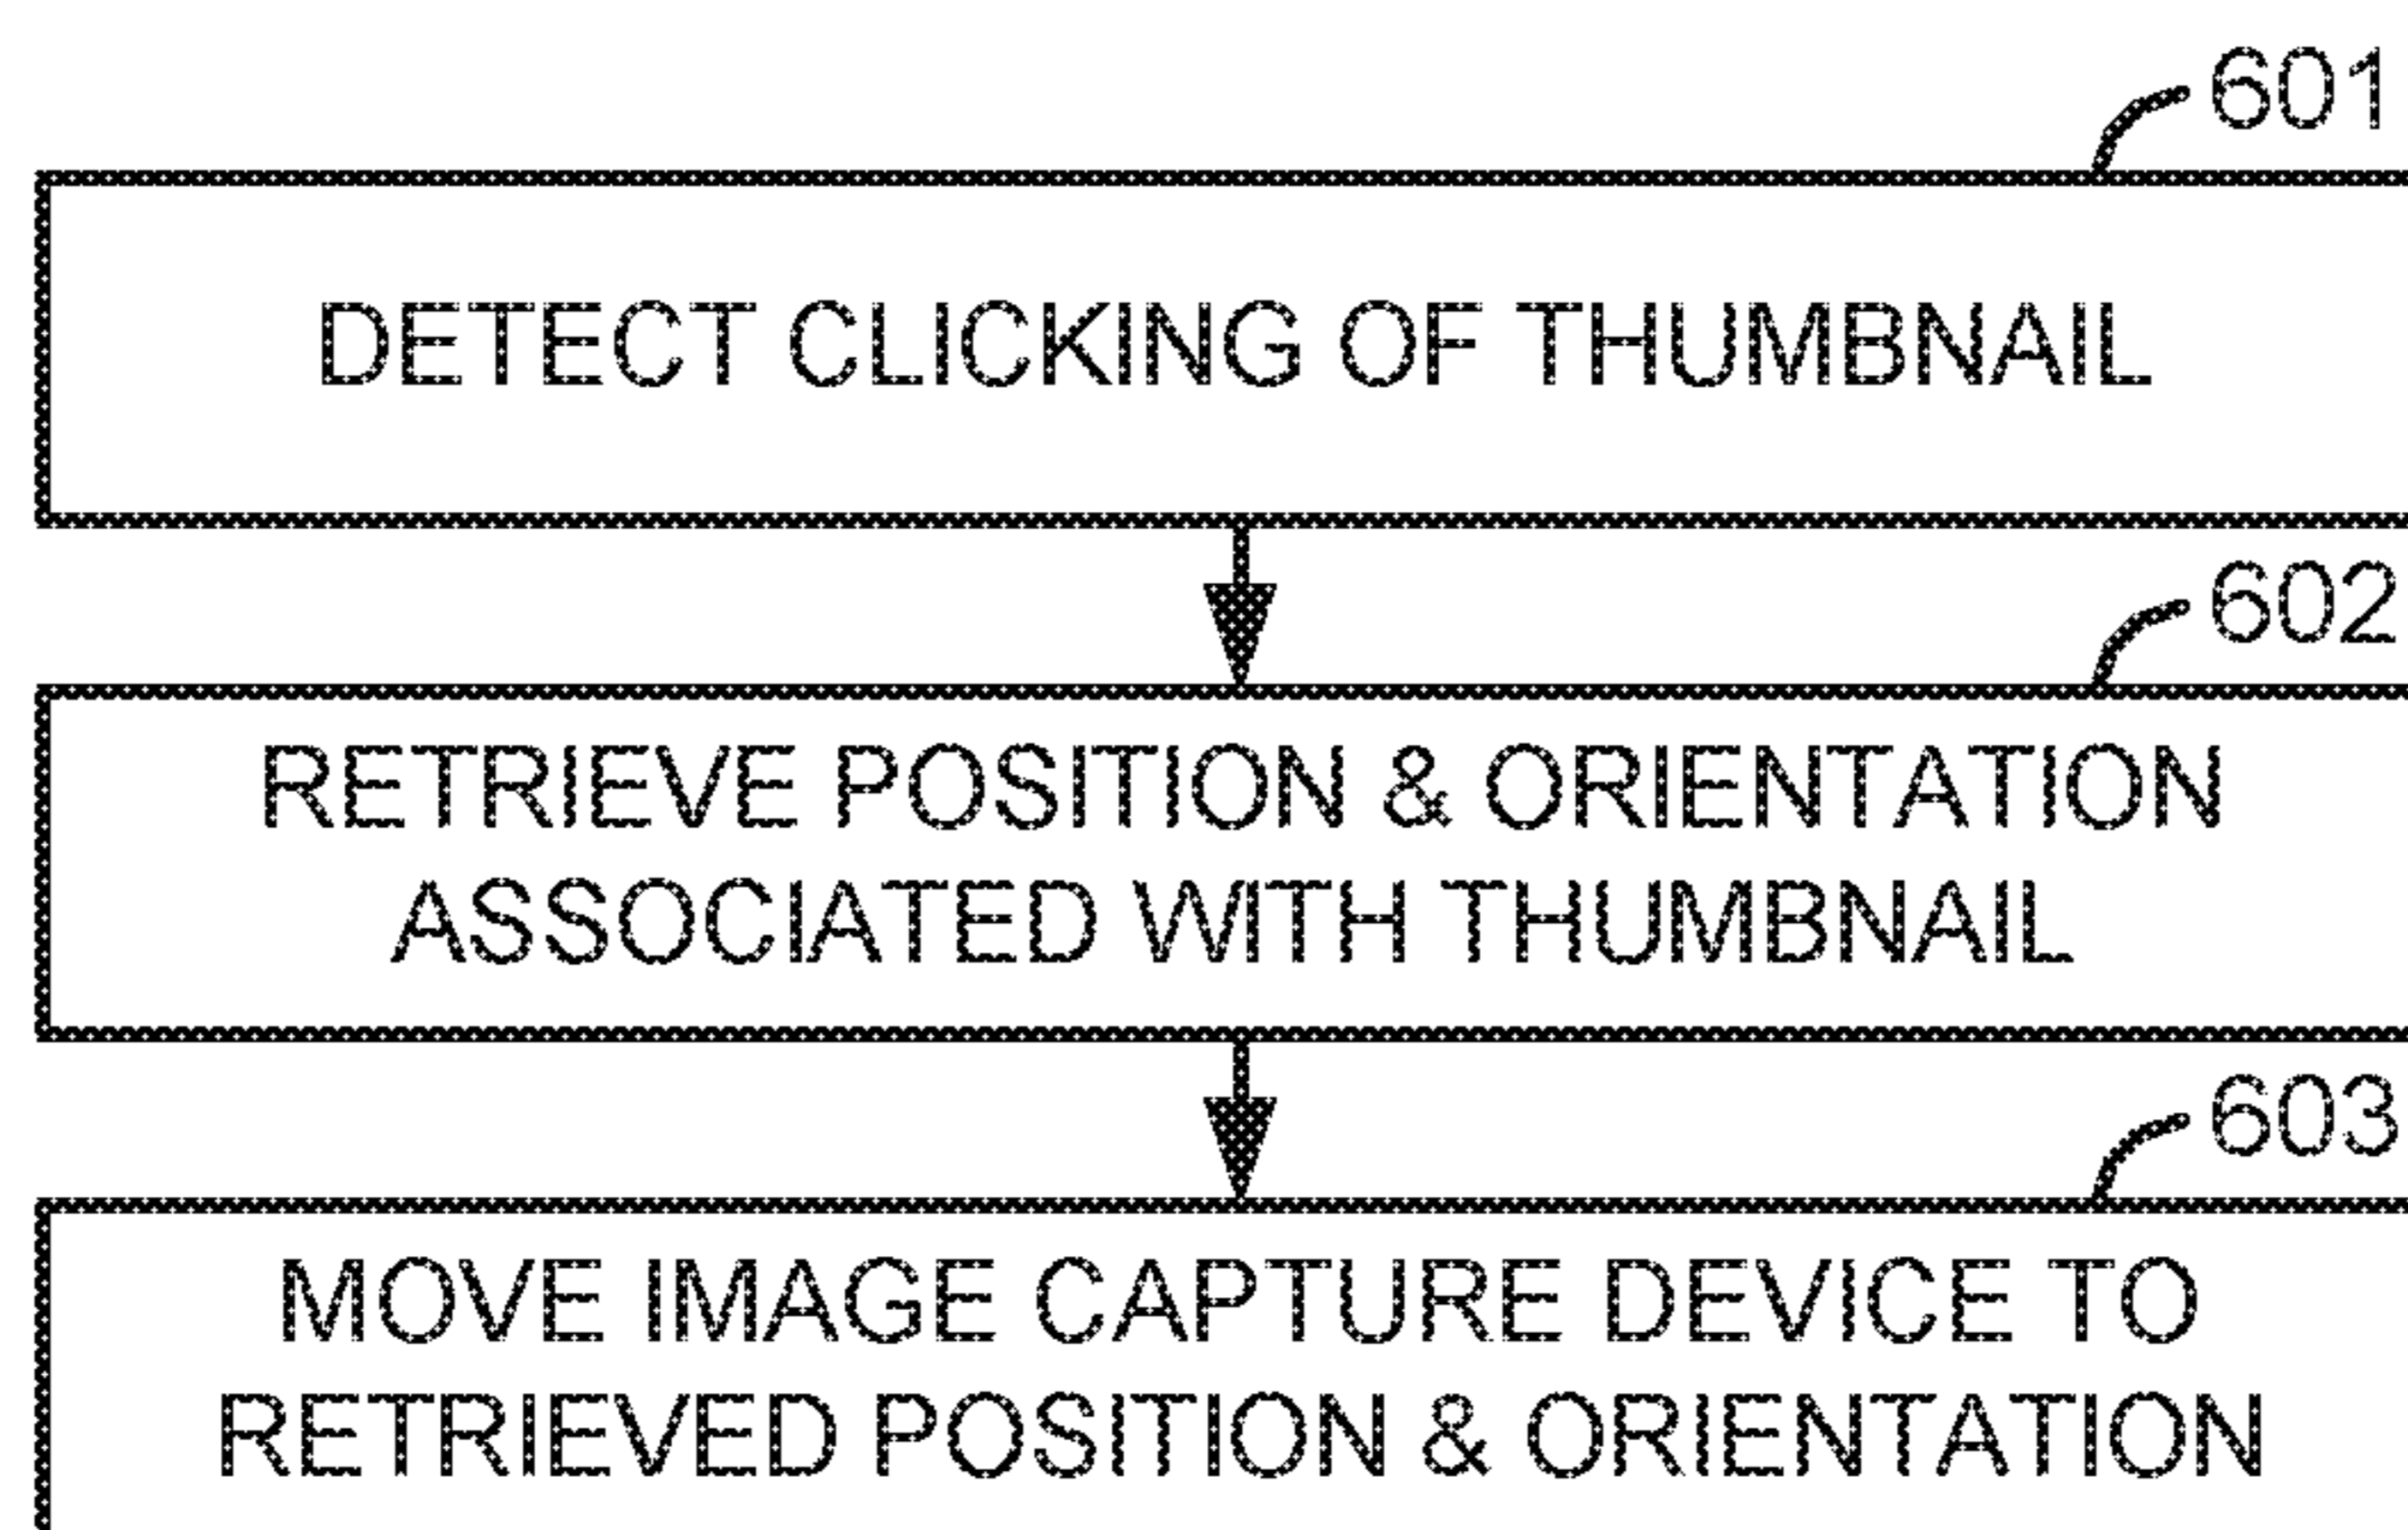 601
DETECT CLICKING OF THUMBNAIL
602
RETRIEVE POSITION & ORIENTATION
ASSOCIATED WITH THUMBNAIL
603
MOVE IMAGE CAPTURE DEVICE TO
RETRIEVED POSITION & ORIENTATION